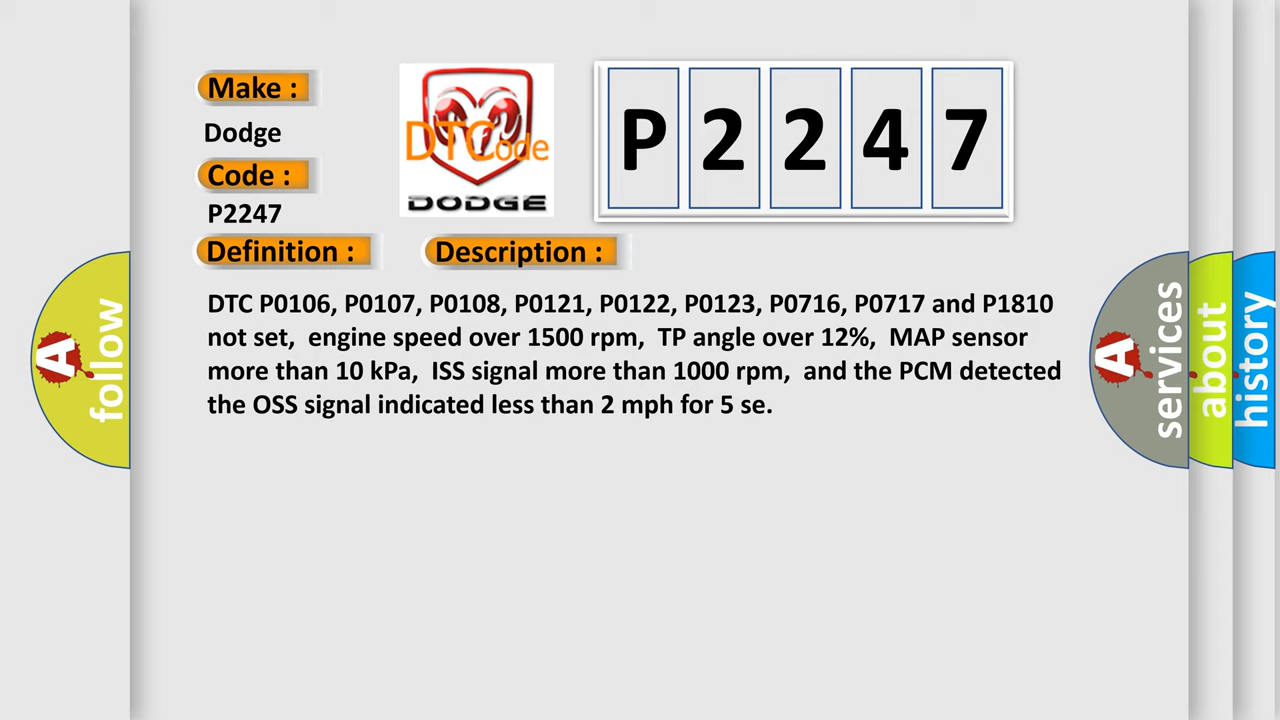 Make :
Dodge
Code :
P2247
Definition :
Description :
DTCode
DODGE
P 2 2 4 7
DTC P0106, P0107, P0108, P0121, P0122, P0123, P0716, P0717 and P1810
not set,  engine speed over 1500 rpm,  TP angle over 12%,  MAP sensor
more than 10 kPa,  ISS signal more than 1000 rpm,  and the PCM detected
the OSS signal indicated less than 2 mph for 5 se.
A
follow
A
services
about
history